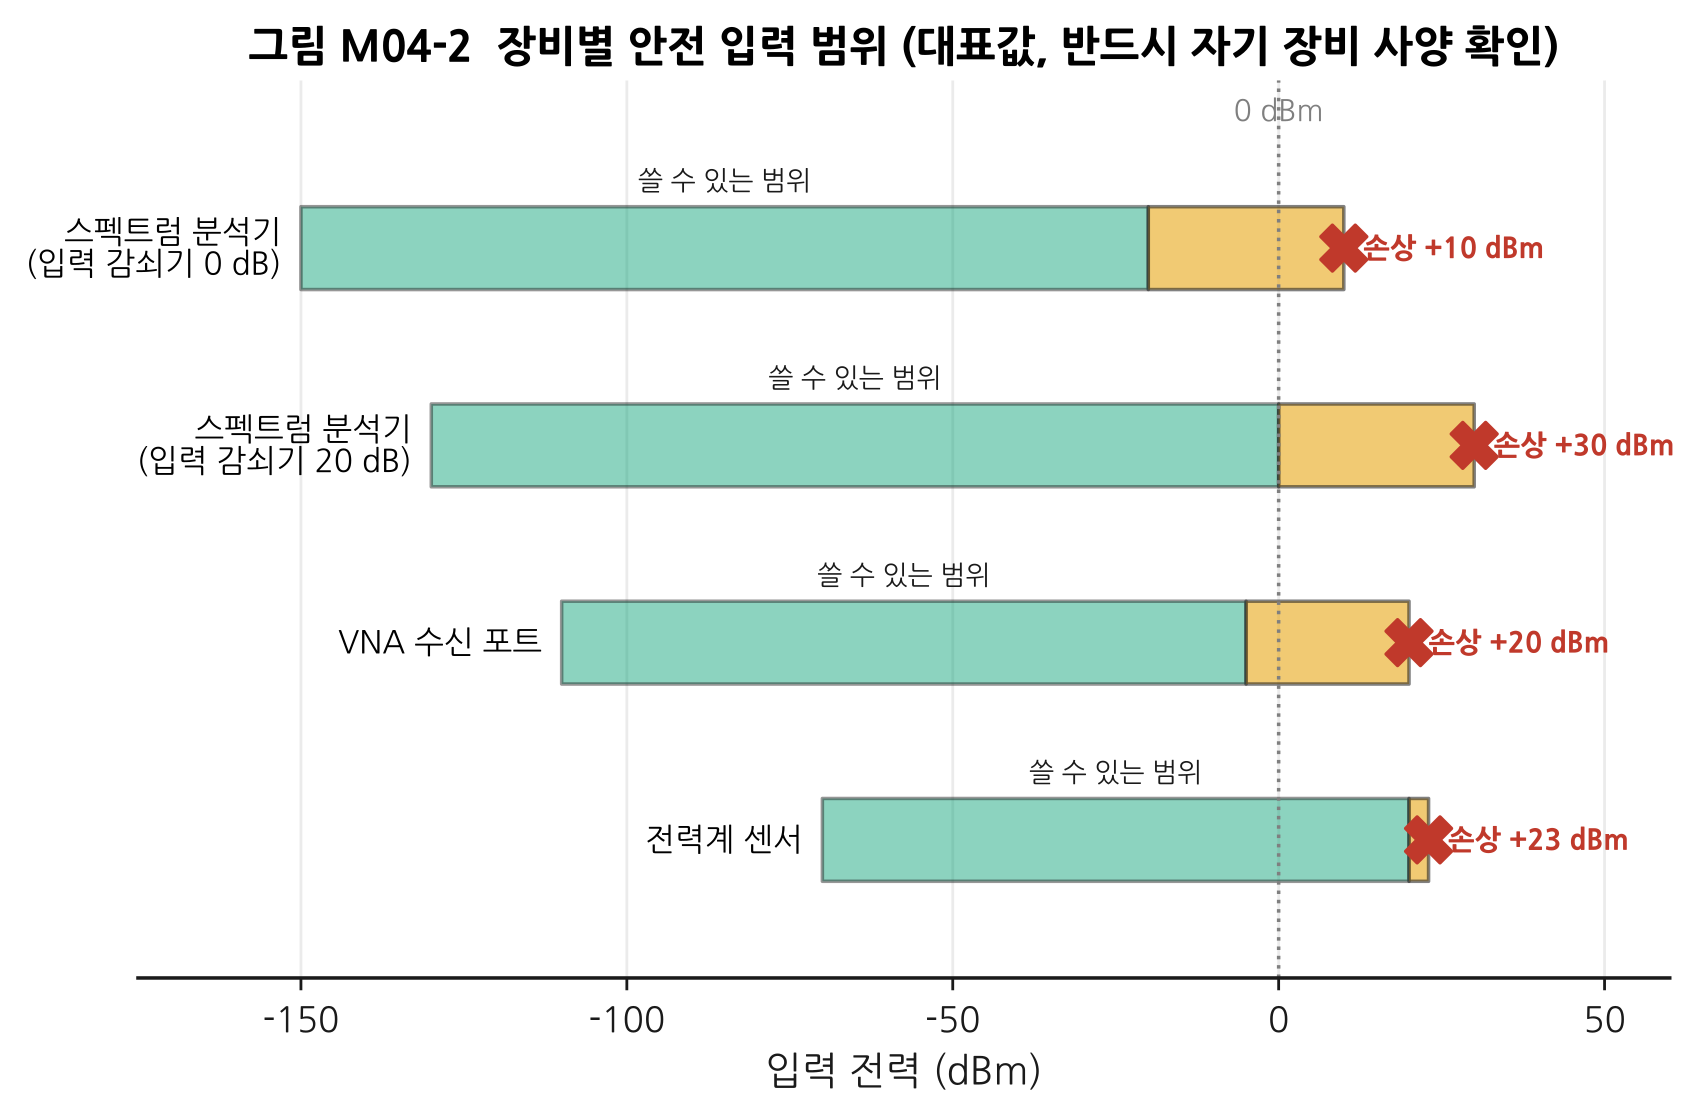 그림 M04-2  장비별 안전 입력 범위 (대표값, 반드시 자기 장비 사양 확인)
0 dBm
쓸 수 있는 범위
스펙트럼 분석기
(입력 감쇠기 0 dB)
손상 +10 dBm
쓸 수 있는 범위
스펙트럼 분석기
(입력 감쇠기 20 dB)
손상 +30 dBm
쓸 수 있는 범위
VNA 수신 포트
손상 +20 dBm
쓸 수 있는 범위
전력계 센서
손상 +23 dBm
-150 -100 -50 0 50
입력 전력 (dBm)